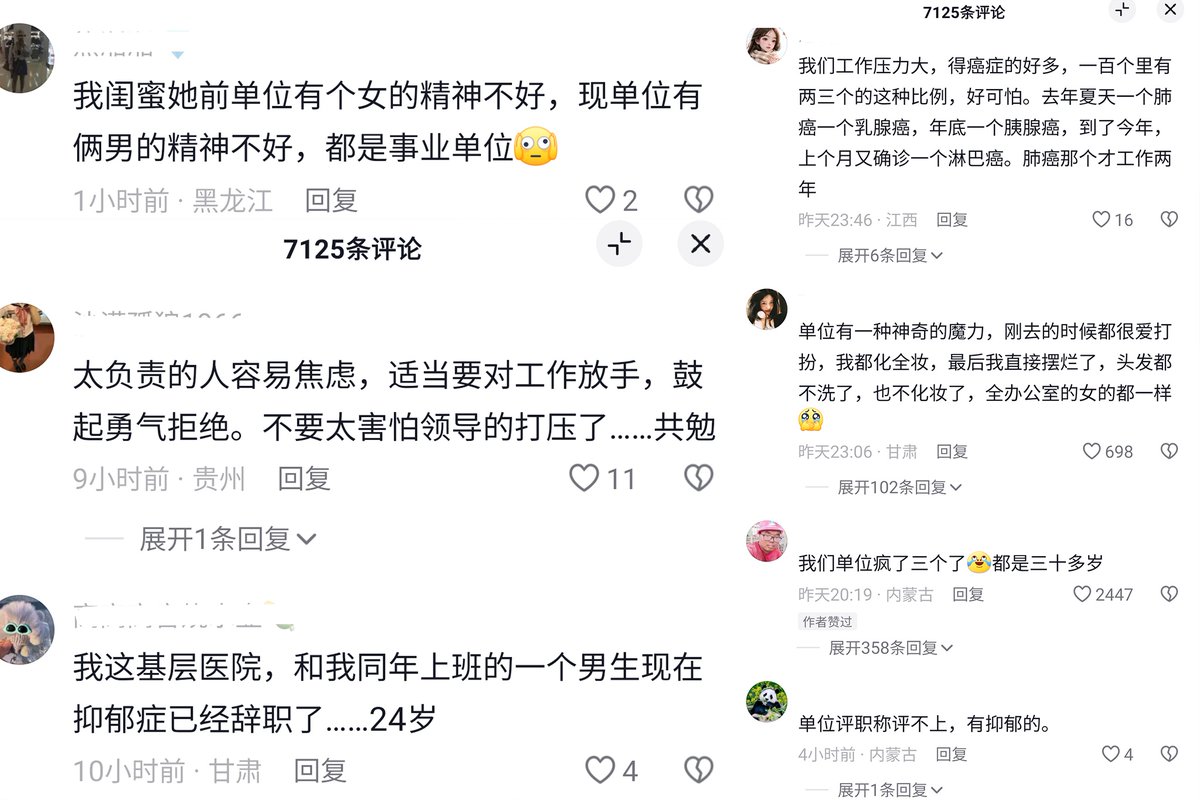 我闺蜜她前单位有个女的精神不好，现单位有
俩男的精神不好，都是事业单位🙄
1小时前 · 黑龙江 回复 2
7125条评论
太负责的人容易焦虑，适当要对工作放手，鼓
起勇气拒绝。不要太害怕领导的打压了......共勉
9小时前 · 贵州 回复 11
展开1条回复
我这基层医院，和我同年上班的一个男生现在
抑郁症已经辞职了......24岁
10小时前 · 甘肃 回复 4
7125条评论
我们工作压力大，得癌症的好多，一百个里有
两三个的这种比例，好可怕。去年夏天一个肺
癌一个乳腺癌，年底一个胰腺癌，到了今年，
上个月又确诊一个淋巴癌。肺癌那个才工作两
年
昨天23:46 · 江西 回复 16
展开6条回复
单位有一种神奇的魔力，刚去的时候都很爱打
扮，我都化全妆，最后我直接摆烂了，头发都
不洗了，也不化妆了，全办公室的女的都一样
🥹
昨天23:06 · 甘肃 回复 698
展开102条回复
我们单位疯了三个了😂都是三十多岁
昨天20:19 · 内蒙古 回复 2447
作者赞过
展开358条回复
单位评职称评不上，有抑郁的。
4小时前 · 内蒙古 回复 4
展开1条回复